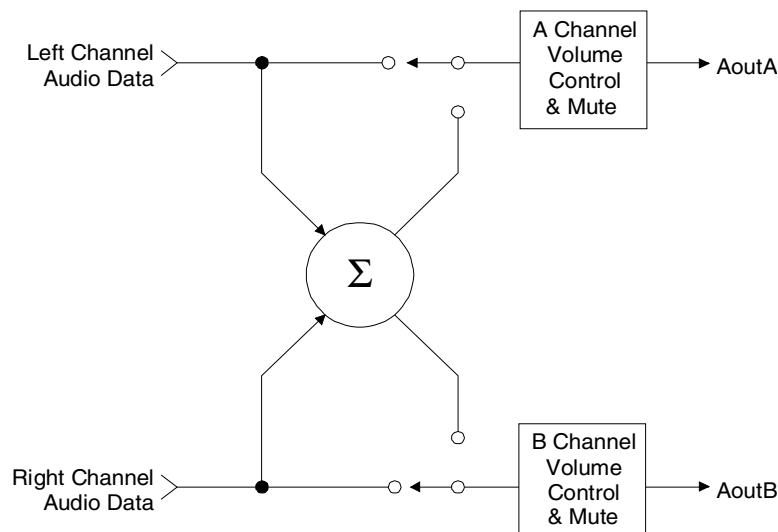 Left Channel
Audio Data
A Channel
Volume
Control
& Mute
AoutA
Σ
Right Channel
Audio Data
B Channel
Volume
Control
& Mute
AoutB